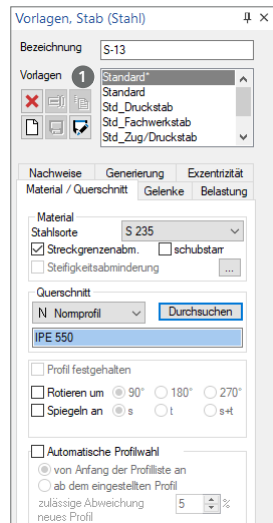 Vorlagen, Stab (Stahl)
Bezeichnung S-13
Vorlagen 1 Standard*
Standard
Std_Druckstab
Std_Fachwerkstab
Std_Zug/Druckstab
Nachweise Generierung Exzentrizität
Material / Querschnitt Gelenke Belastung
Material
Stahlsorte S 235
Streckgrenzenabm. schubstarr
Steifigkeitsabminderung ...
Querschnitt
N Normprofil Durchsuchen
IPE 550
Profil festgehalten
Rotieren um 90° 180° 270°
Spiegeln an s t s+t
Automatische Profilwahl
von Anfang der Profilliste an
ab dem eingestellten Profil
zulässige Abweichung 5 %
neues Profil